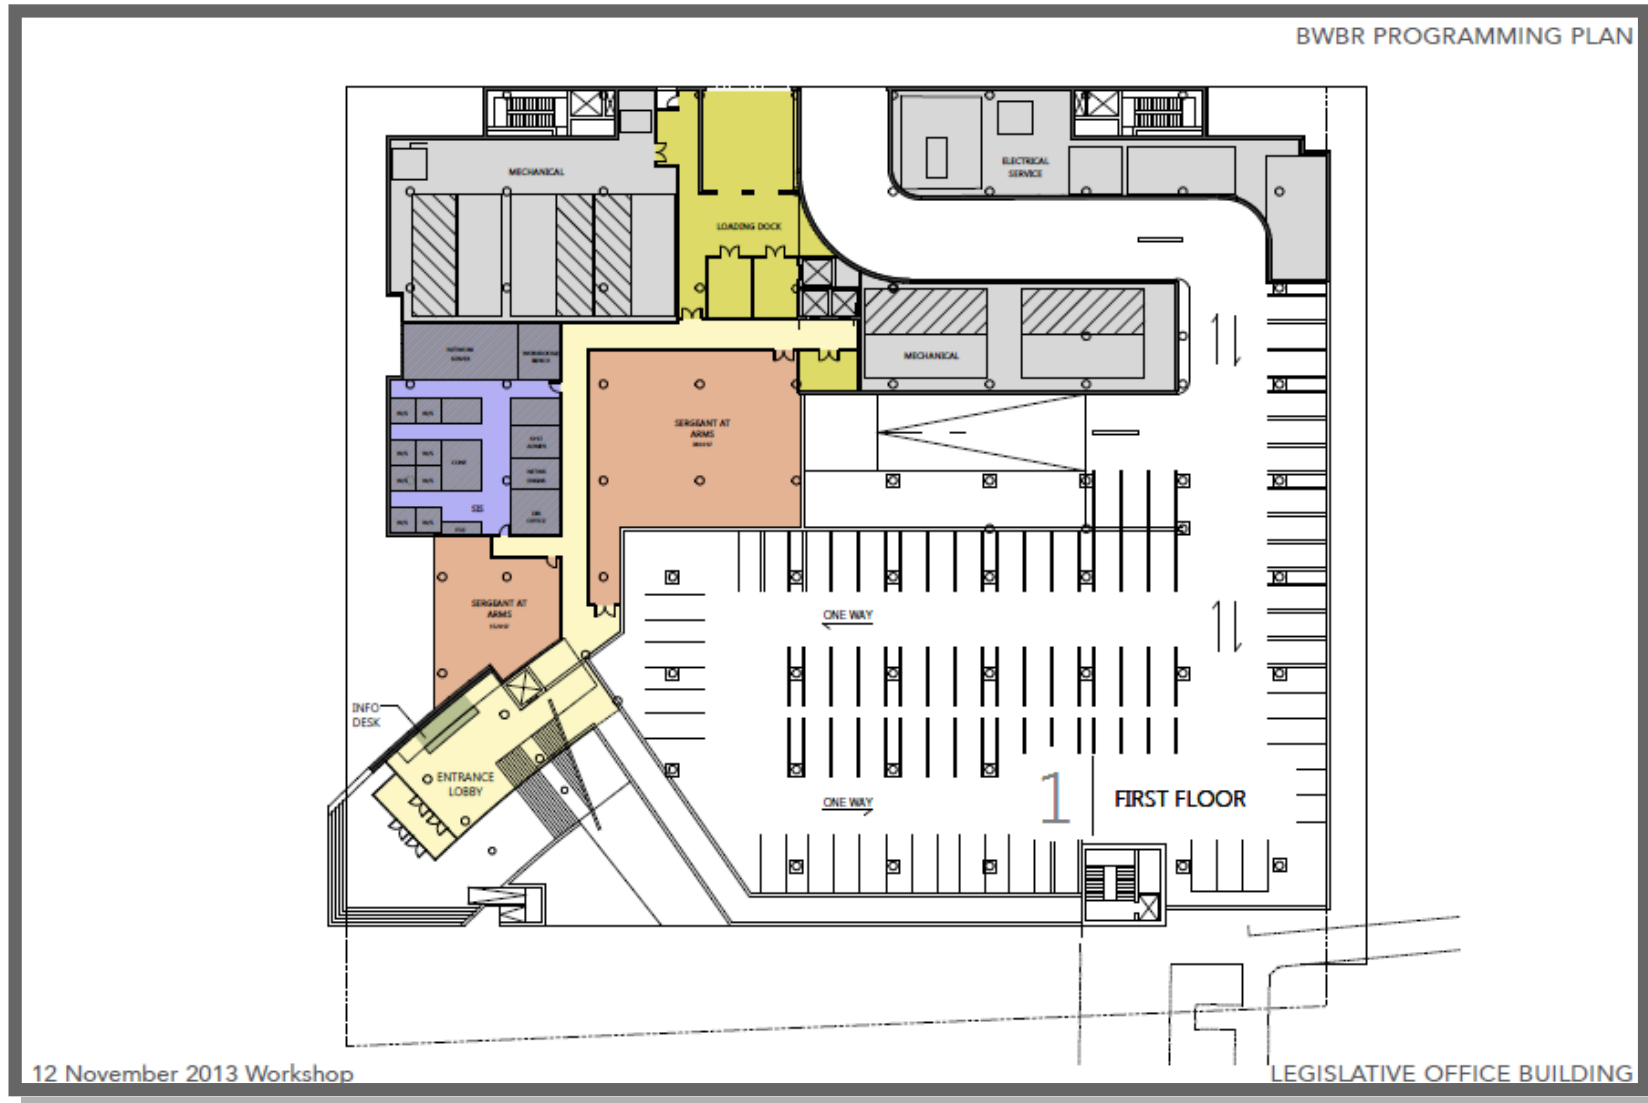 BWBR PROGRAMMING PLAN
MECHANICAL
ELECTRICAL
SERVICE
LOADING DOCK
MECHANICAL
SERGEANT AT
ARMS
CONF
SIS
SERGEANT AT
ARMS
ONE WAY
INFO
DESK
ENTRANCE
LOBBY
ONE WAY
1
FIRST FLOOR
12 November 2013 Workshop
LEGISLATIVE OFFICE BUILDING